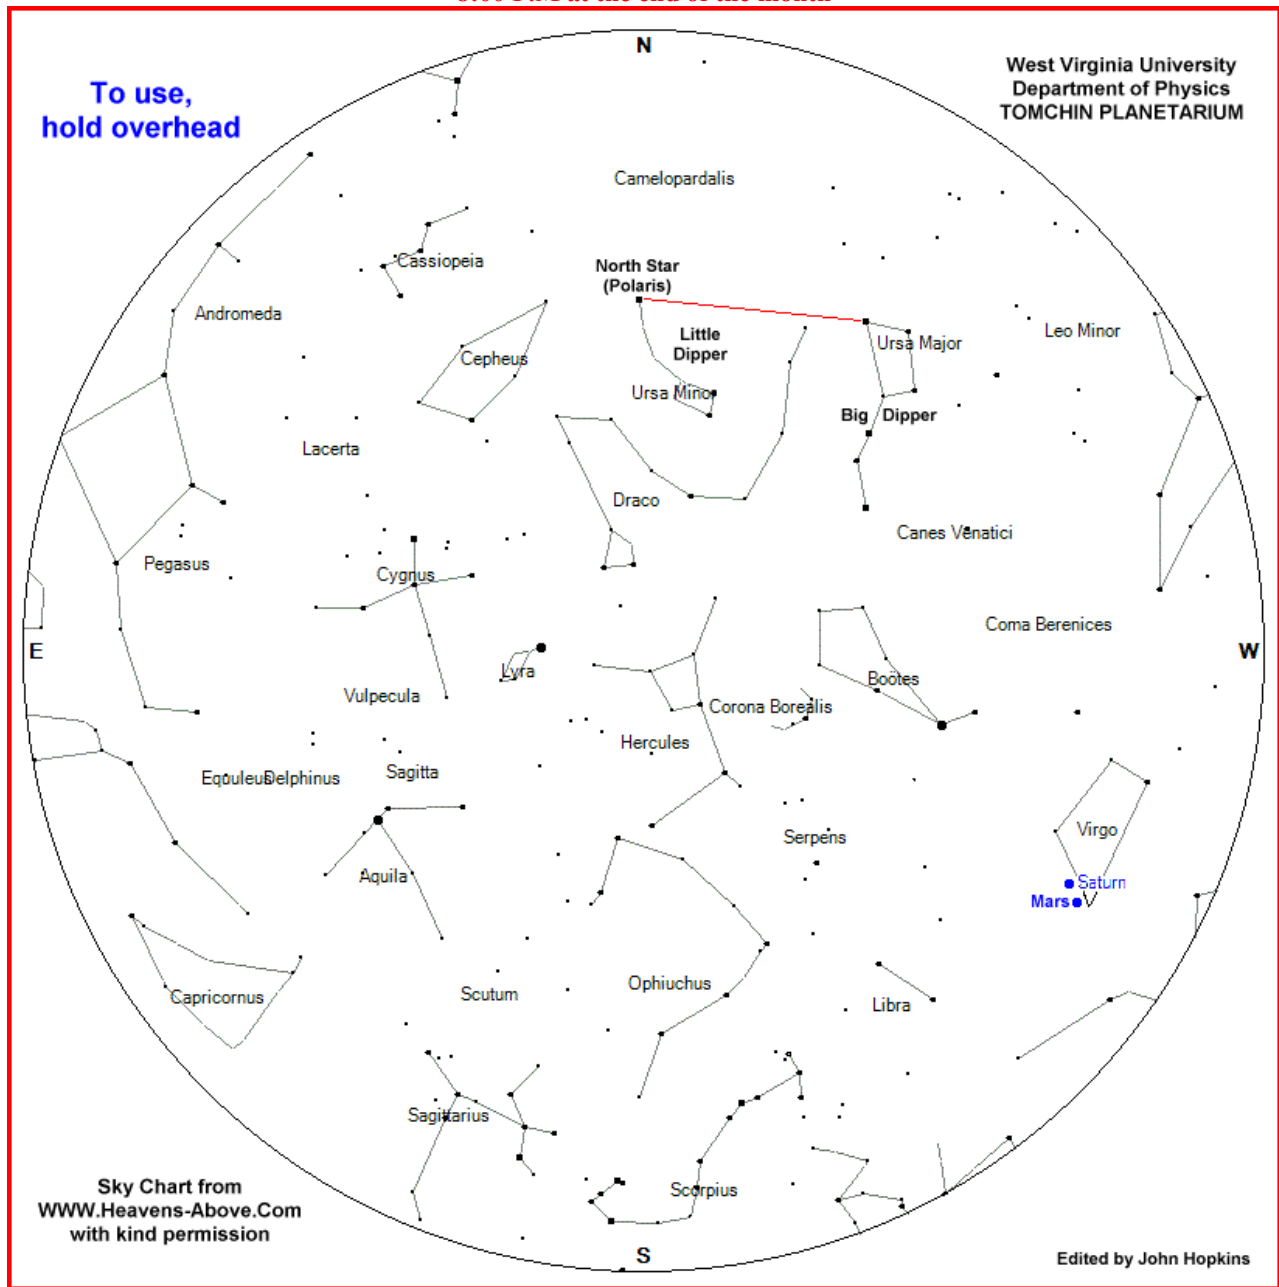 N
West Virginia University
Department of Physics
TOMCHIN PLANETARIUM
To use,
hold overhead
Camelopardalis
Cassiopeia
North Star
(Polaris)
Andromeda
Little
Dipper
Ursa Major
Leo Minor
Cepheus
Ursa Minor
Big Dipper
Lacerta
Draco
Canes Venatici
Pegasus
Cygnus
Coma Berenices
E
W
Lyra
Boötes
Vulpecula
Corona Borealis
Hercules
Equuleus
Delphinus
Sagitta
Serpens
Virgo
Aquila
Saturn
Mars
Capricornus
Scutum
Ophiuchus
Libra
Sagittarius
Scorpius
Sky Chart from
WWW.Heavens-Above.Com
with kind permission
S
Edited by John Hopkins